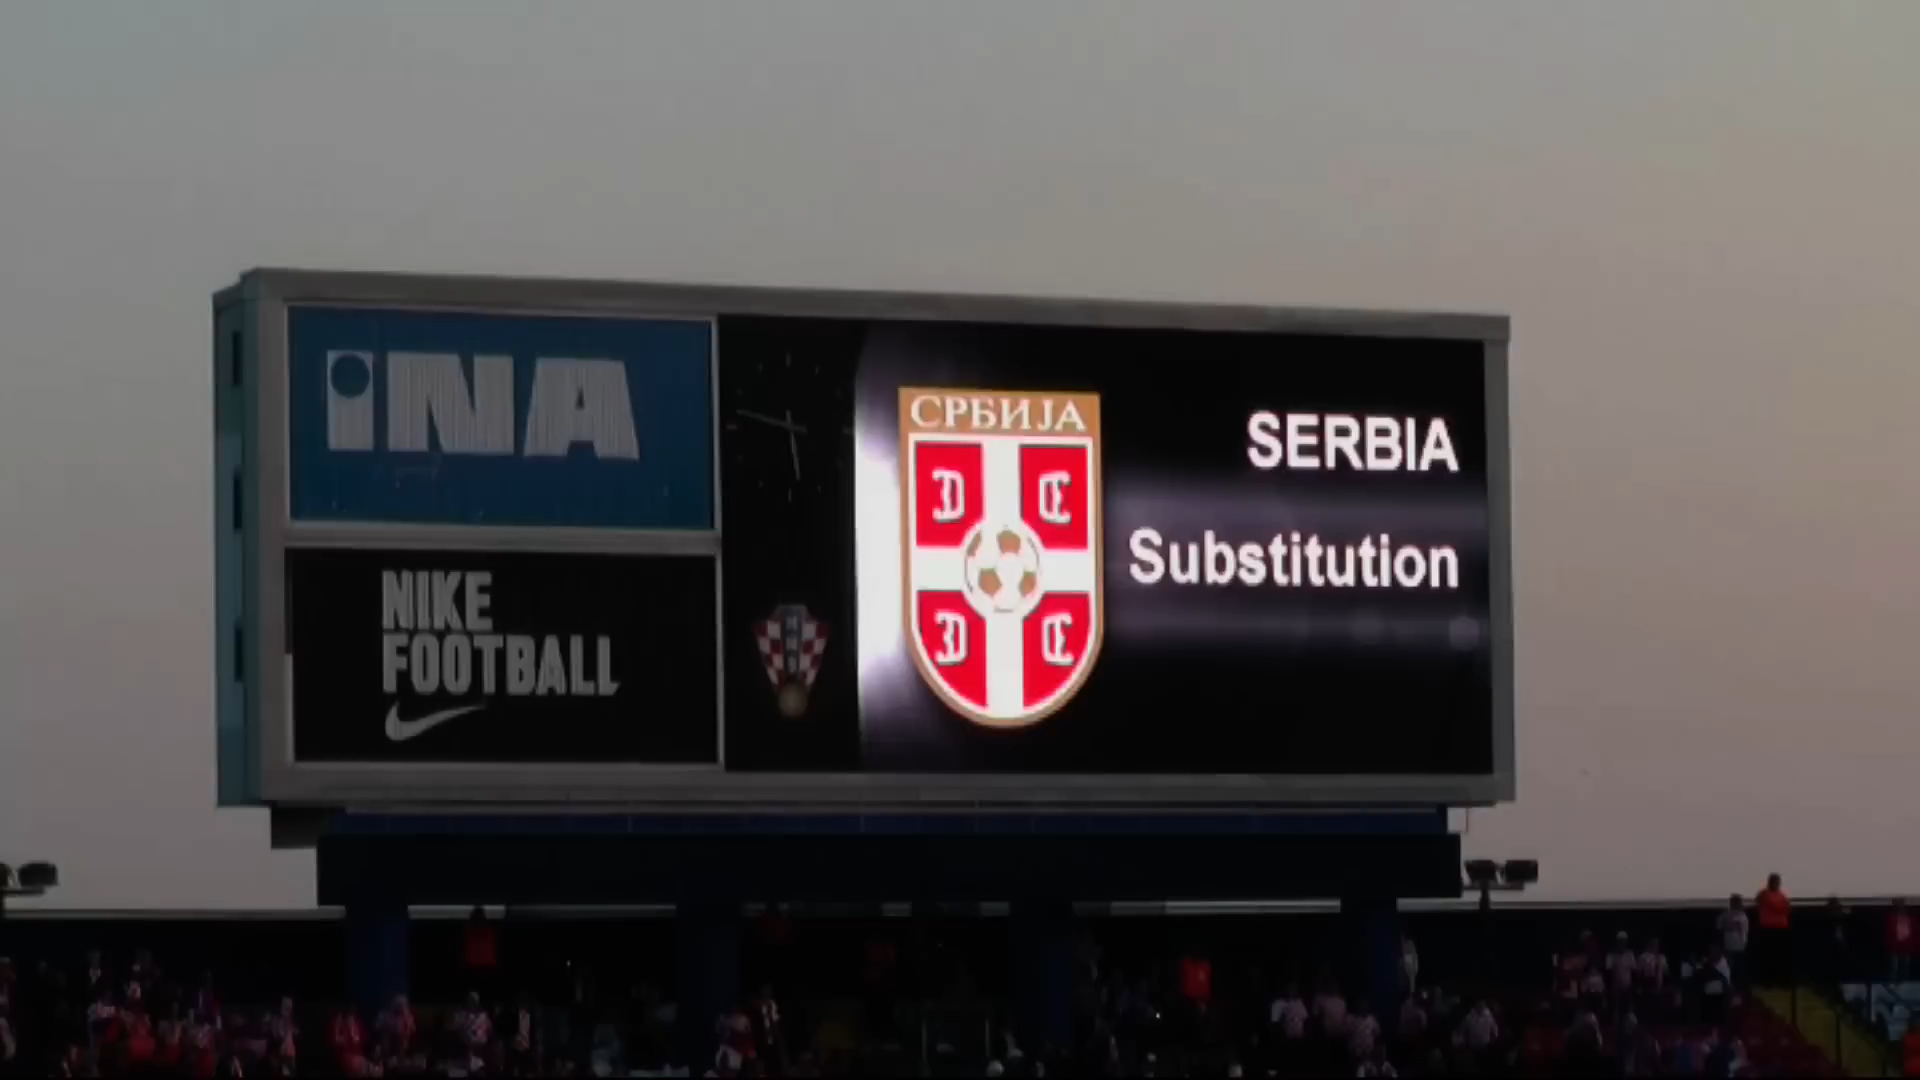 iNA
NIKE
FOOTBALL
СРБИЈА
SERBIA
Substitution